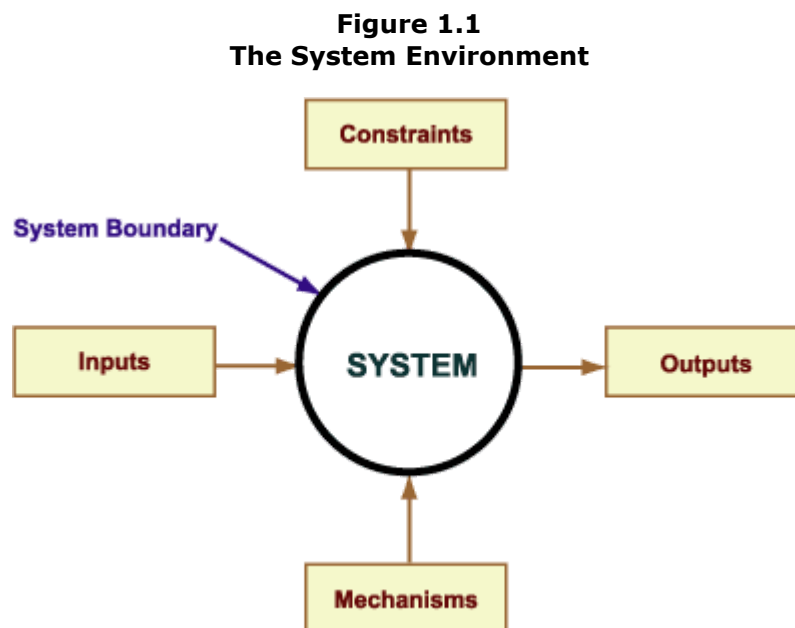 Figure 1.1
The System Environment
Constraints
System Boundary
Inputs
SYSTEM
Outputs
Mechanisms